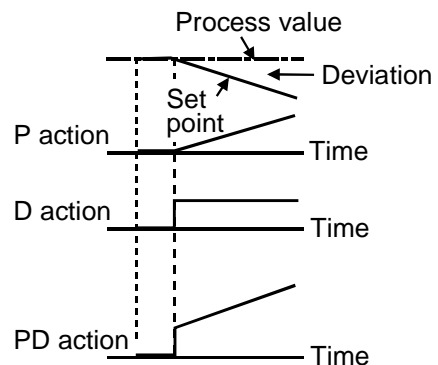 Process value
Deviation
Set
point
P action
Time
D action
Time
PD action
Time